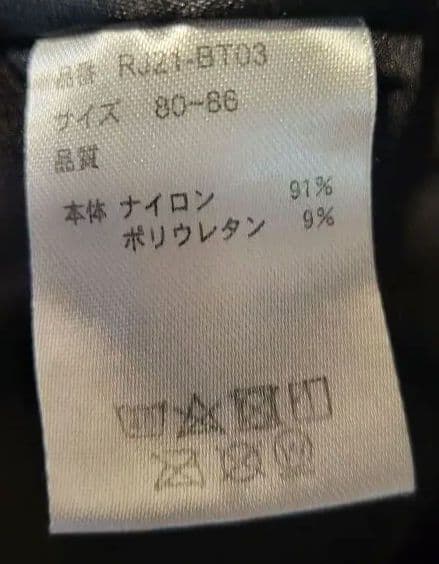 品番 RJ21-BT03
サイズ 80-86
品質
本体 ナイロン 91%
ポリウレタン 9%